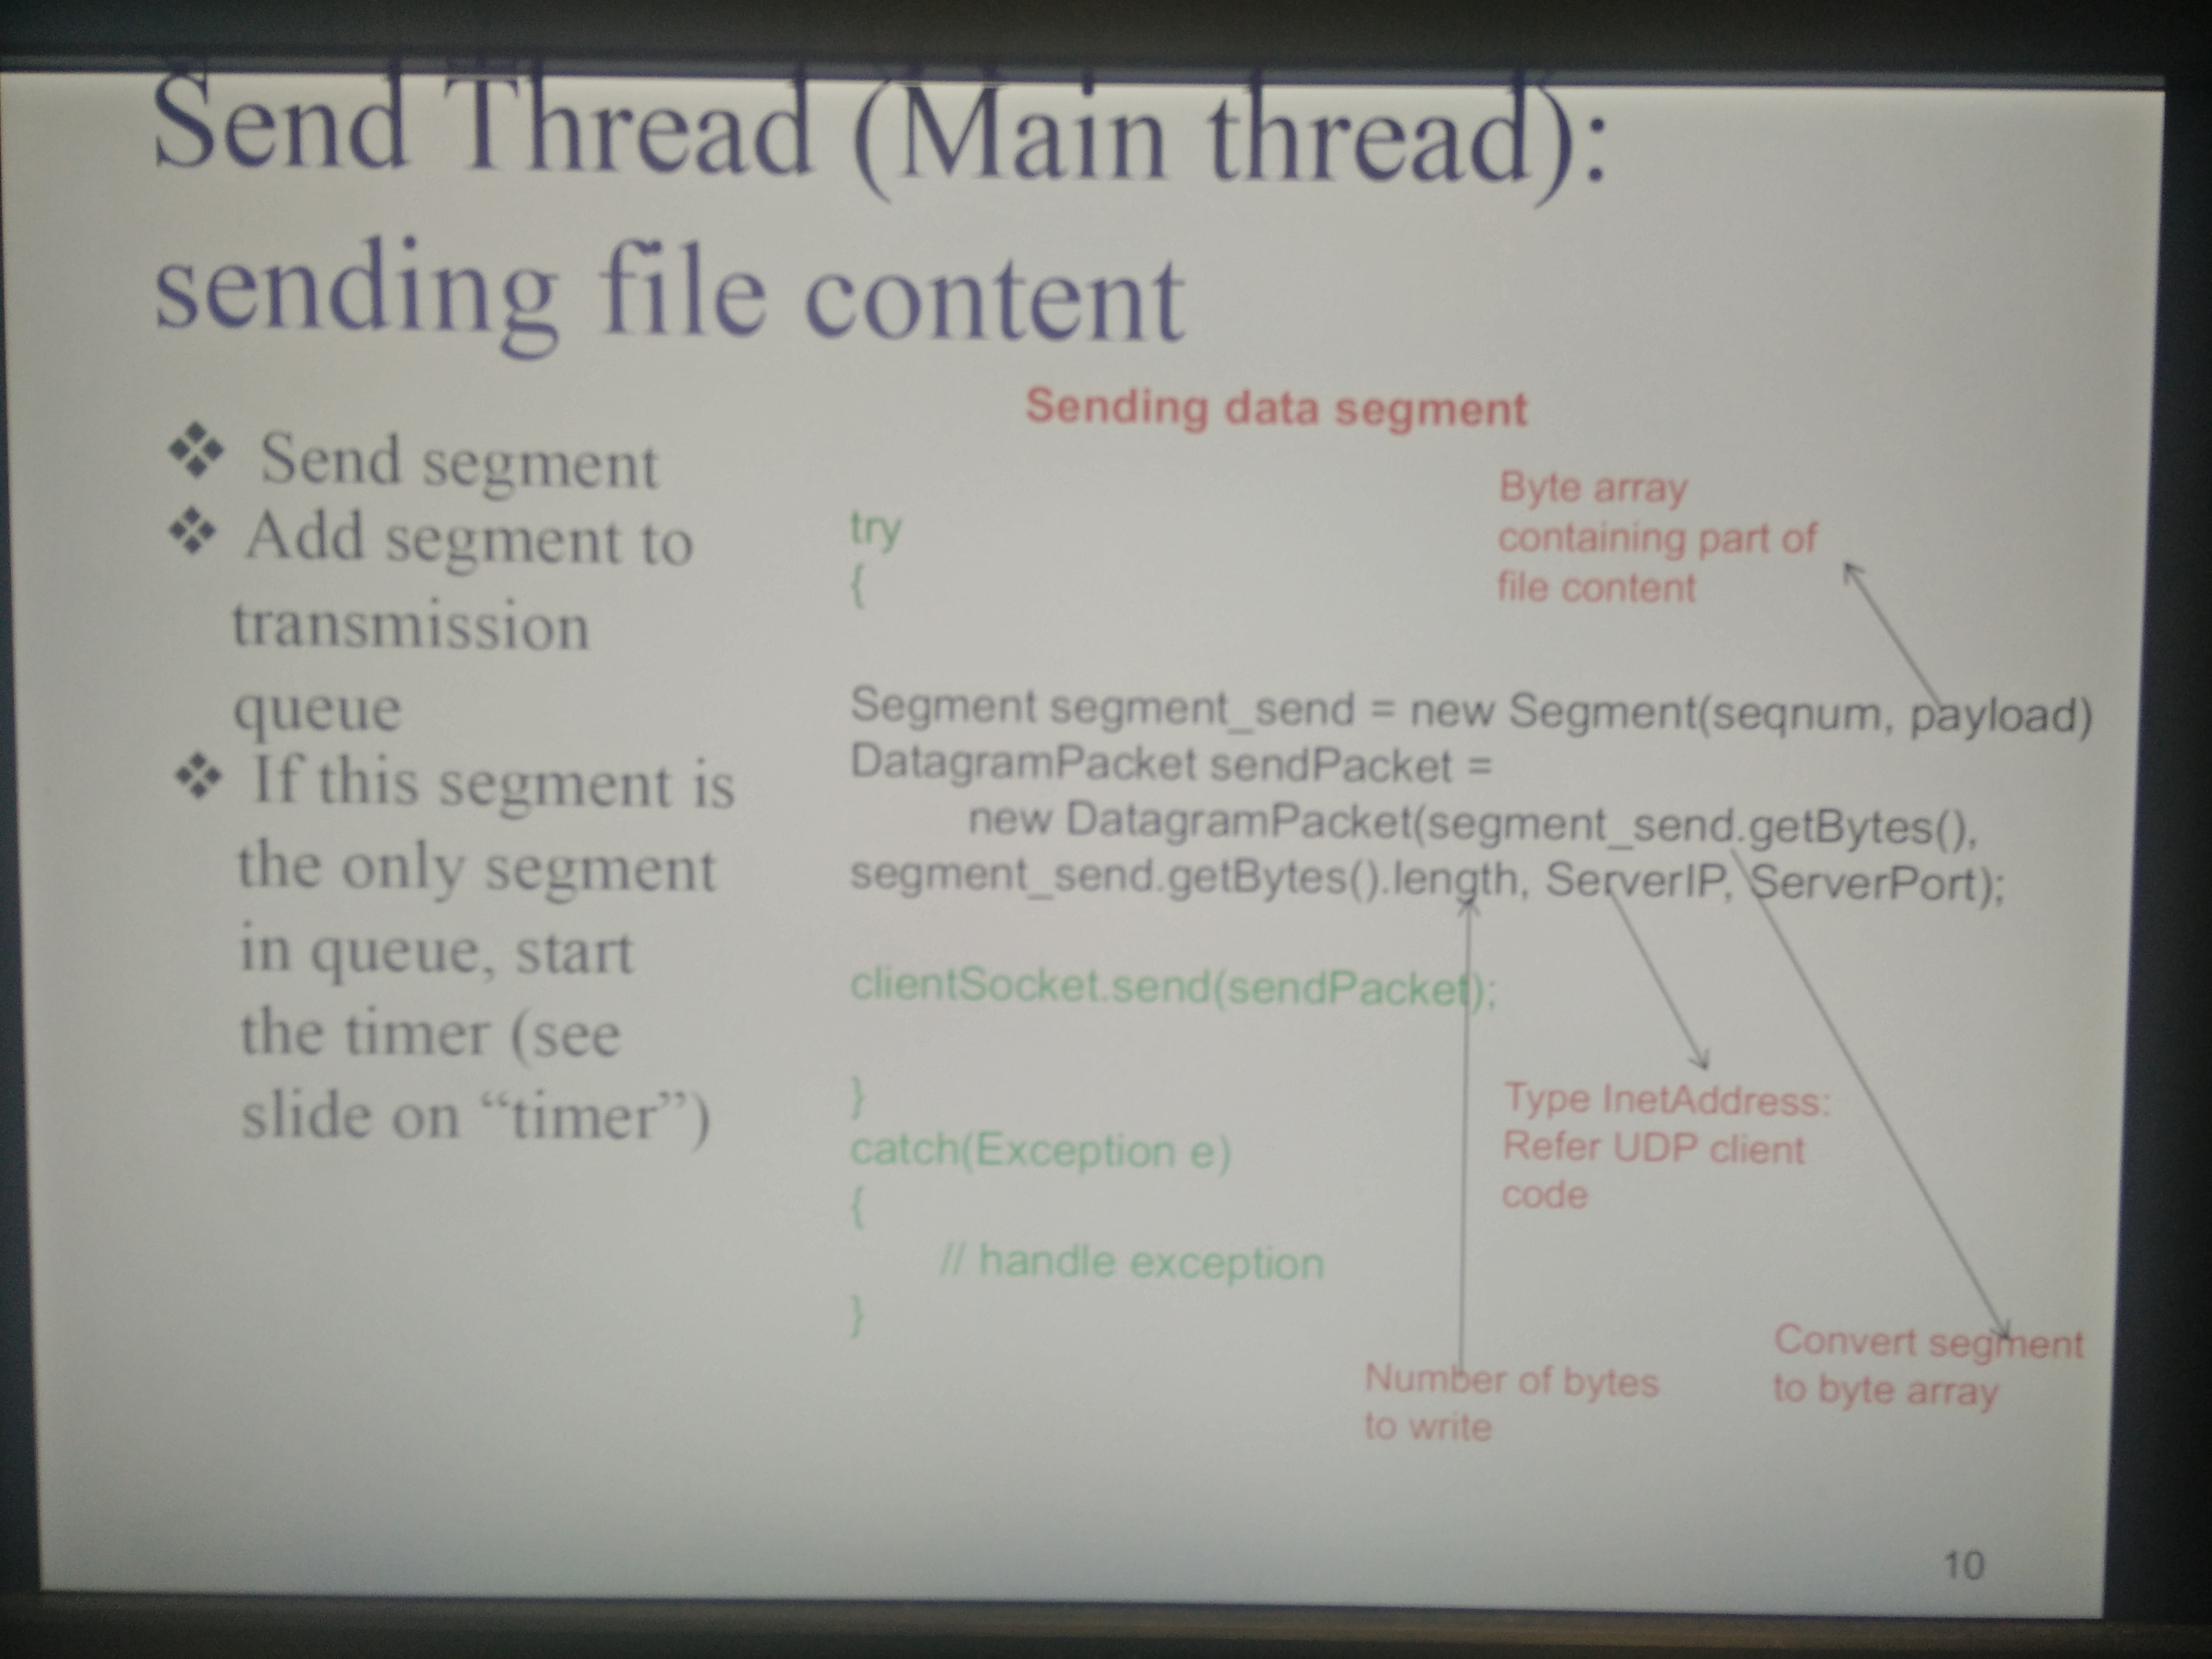 Send Thread (Main thread):
sending file content
❖ Send segment
❖ Add segment to
transmission
queue
❖ If this segment is
the only segment
in queue, start
the timer (see
slide on “timer”)
Sending data segment
Byte array
containing part of
file content
try
{
Segment segment_send = new Segment(seqnum, payload)
DatagramPacket sendPacket =
new DatagramPacket(segment_send.getBytes(),
segment_send.getBytes().length, ServerIP, ServerPort);
clientSocket.send(sendPacket);
}
catch(Exception e)
{
// handle exception
}
Type InetAddress:
Refer UDP client
code
Number of bytes
to write
Convert segment
to byte array
10